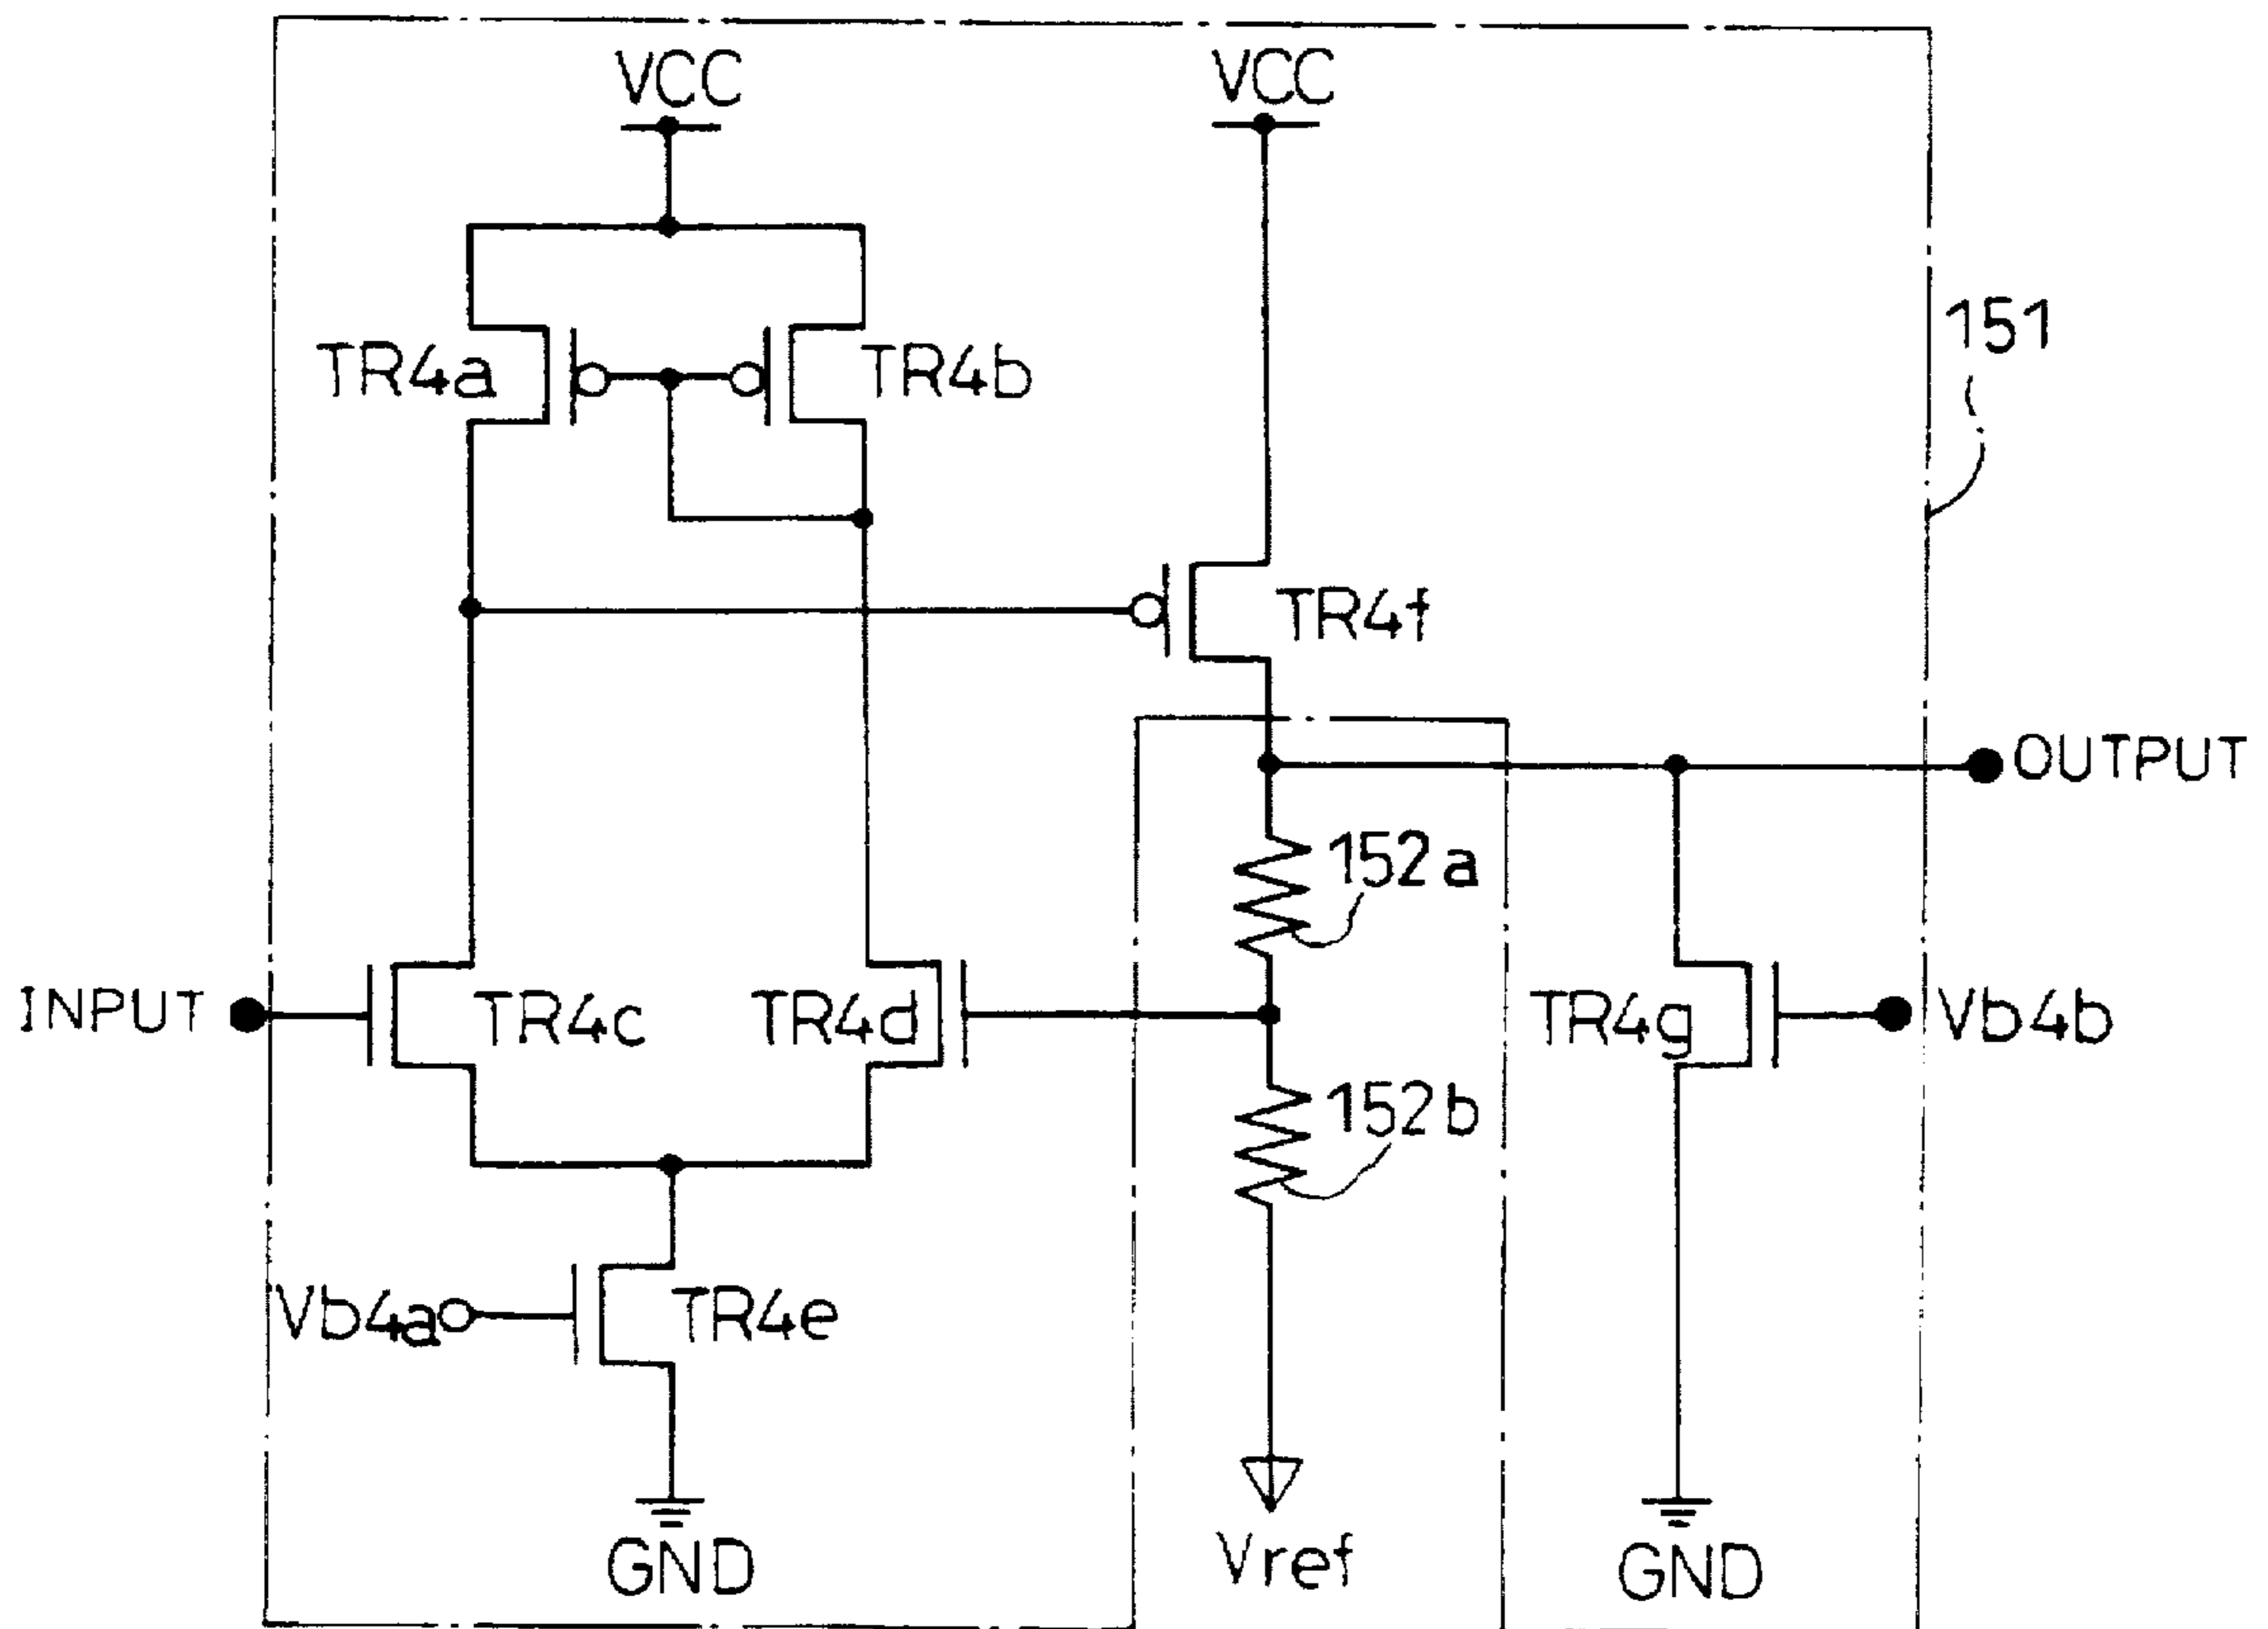 VCC
VCC
151
TR4a
TR4b
TR4f
OUTPUT
152a
INPUT
TR4c
TR4d
TR4g
Vb4b
152b
Vb4a
TR4e
Vref
GND
GND